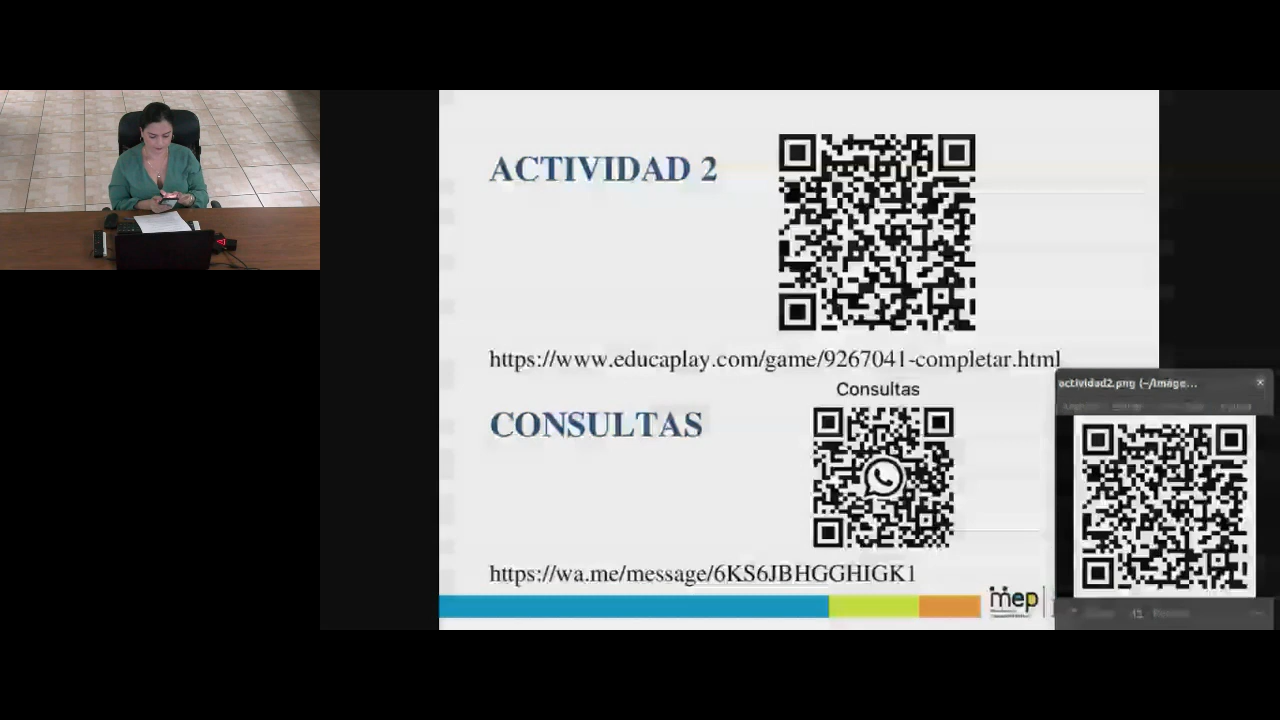 ACTIVIDAD 2
https://www.educaplay.com/game/9267041-completar.html
Consultas
CONSULTAS
https://wa.me/message/6KS6JBHGGHIGK1
mep
actividad2.png (~/Image...